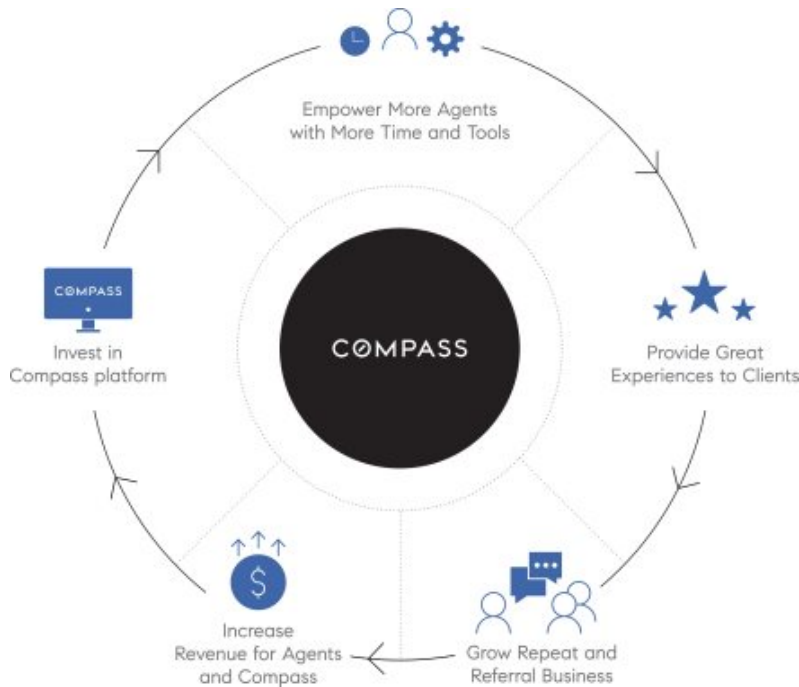 Empower More Agents
with More Time and Tools
COMPASS
Invest in
Compass platform
COMPASS
Provide Great
Experiences to Clients
$
Increase
Revenue for Agents
and Compass
Grow Repeat and
Referral Business